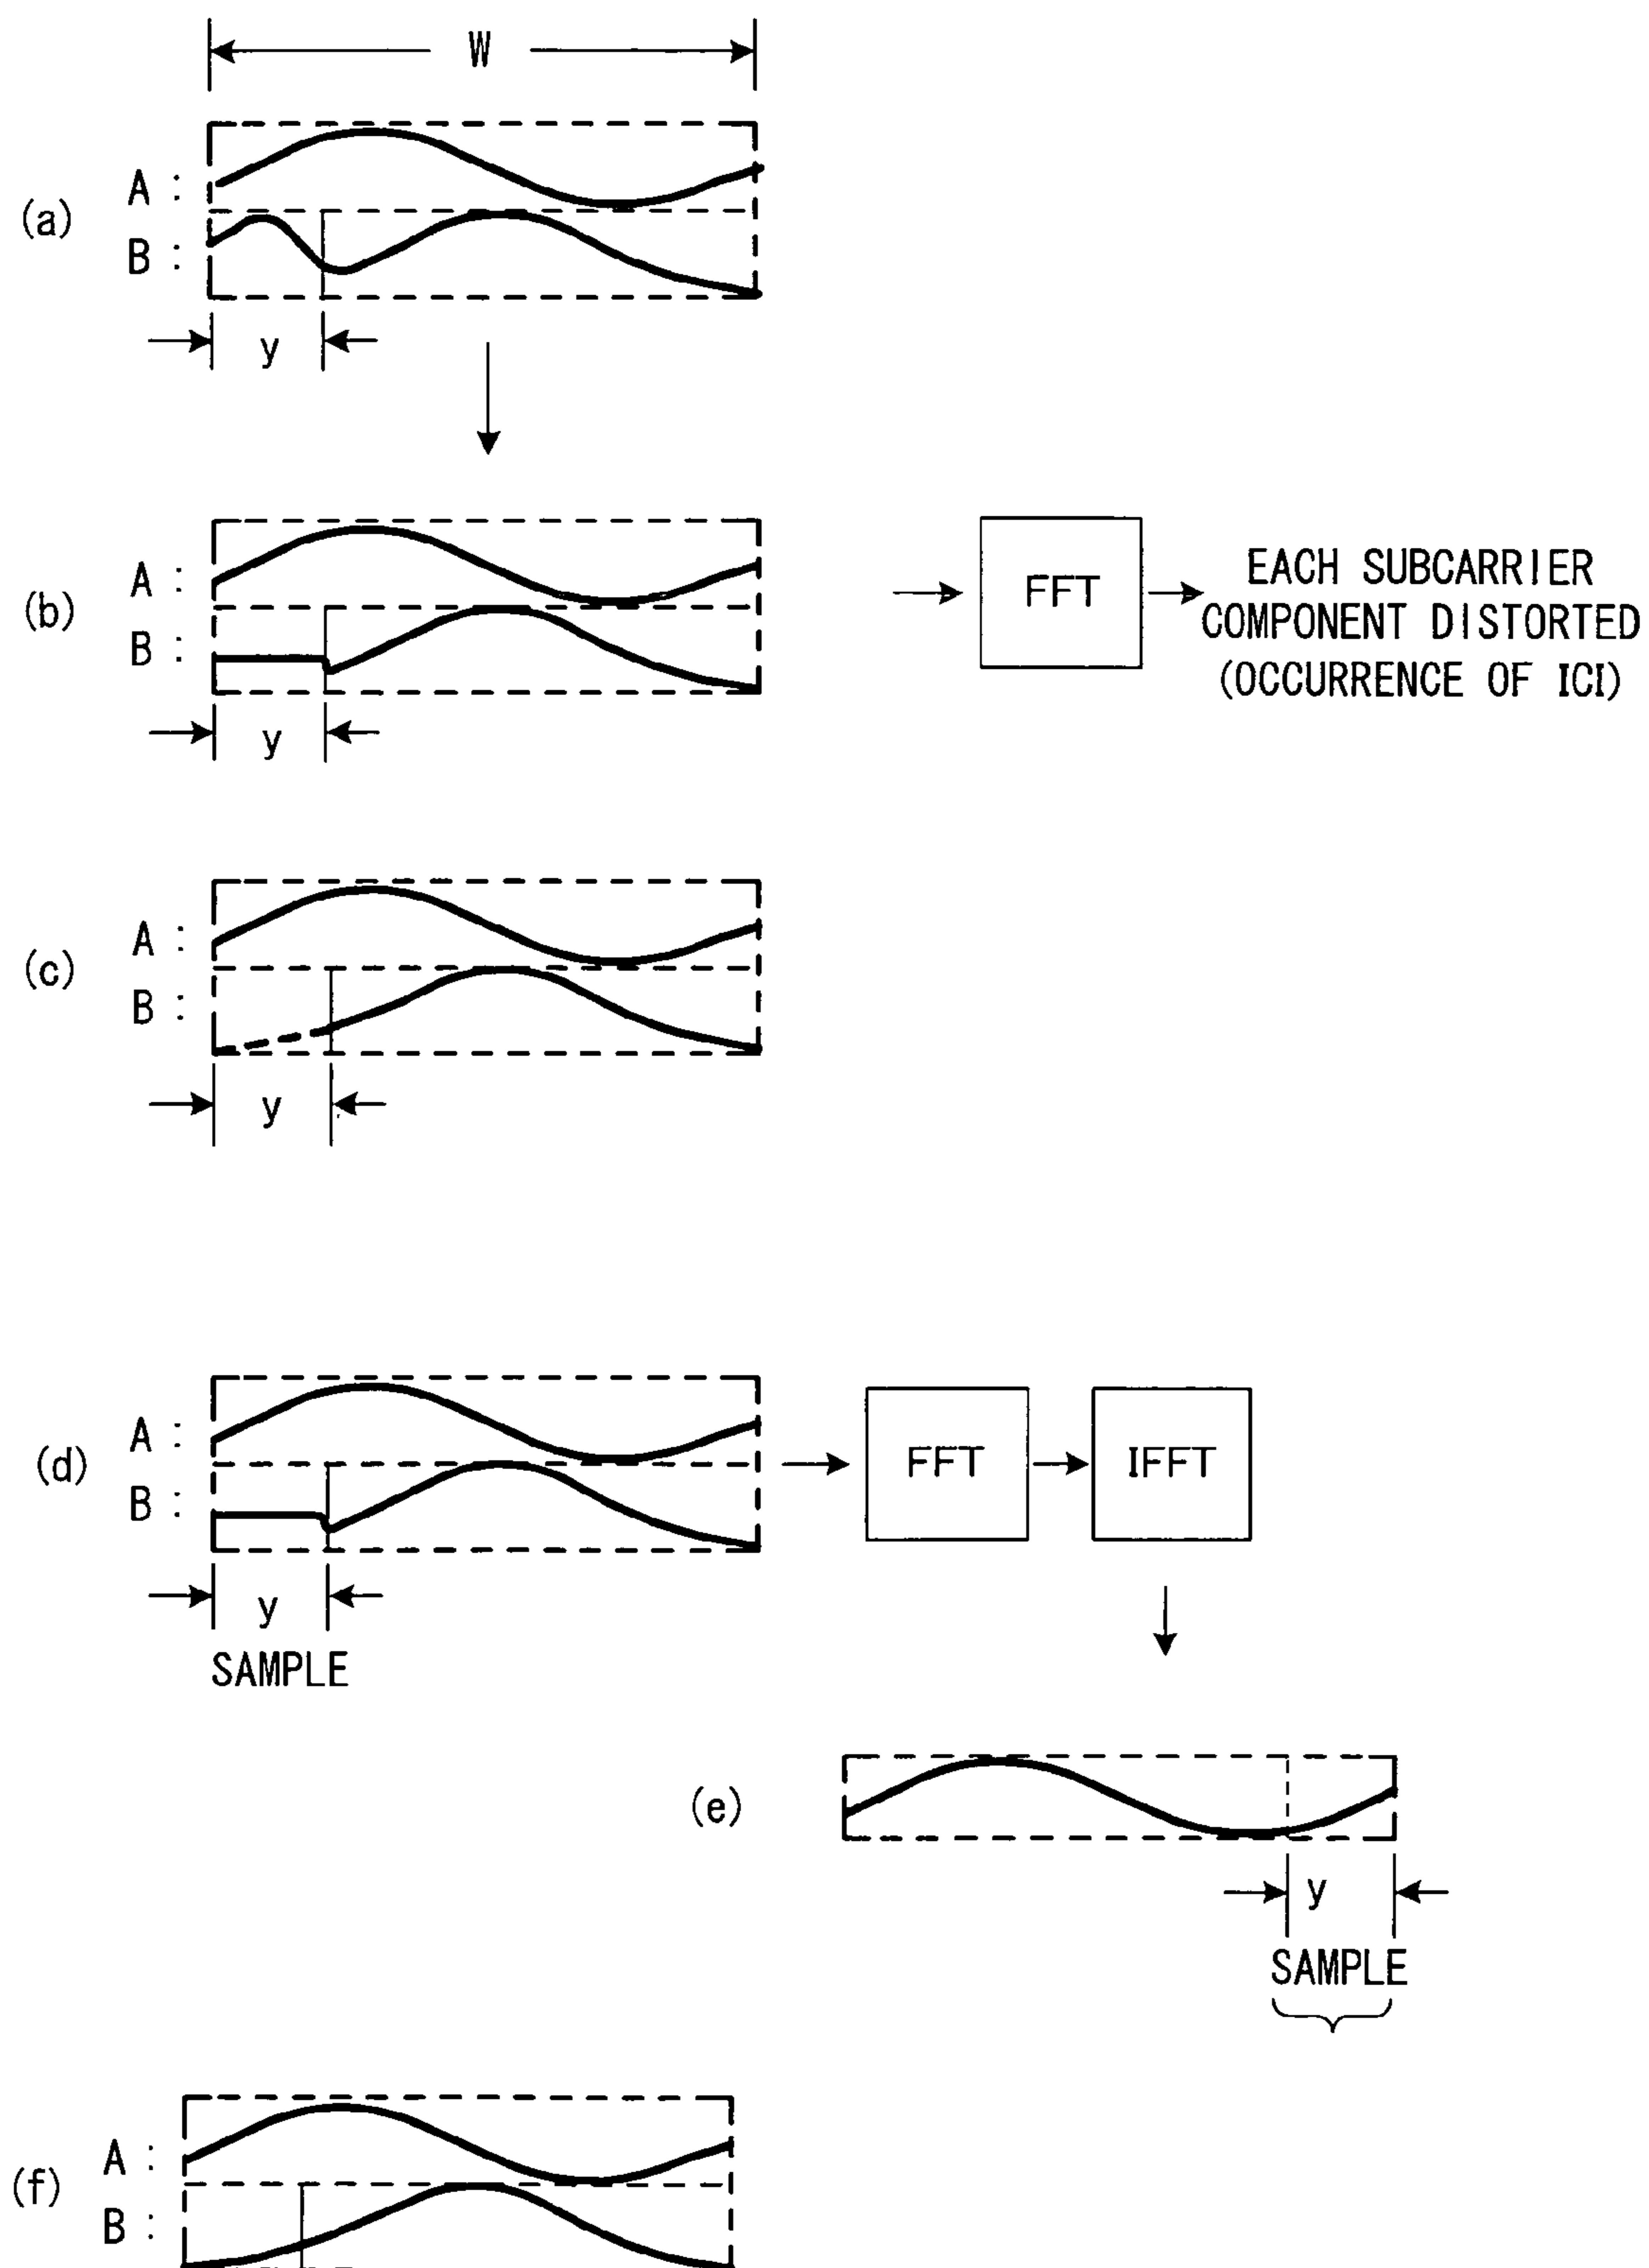 W
(a)
A :
B :
y
(b)
A :
B :
y
FFT
EACH SUBCARRIER
COMPONENT DISTORTED
(OCCURRENCE OF ICI)
(c)
A :
B :
y
(d)
A :
B :
y
SAMPLE
FFT
IFFT
(e)
y
SAMPLE
(f)
A :
B :